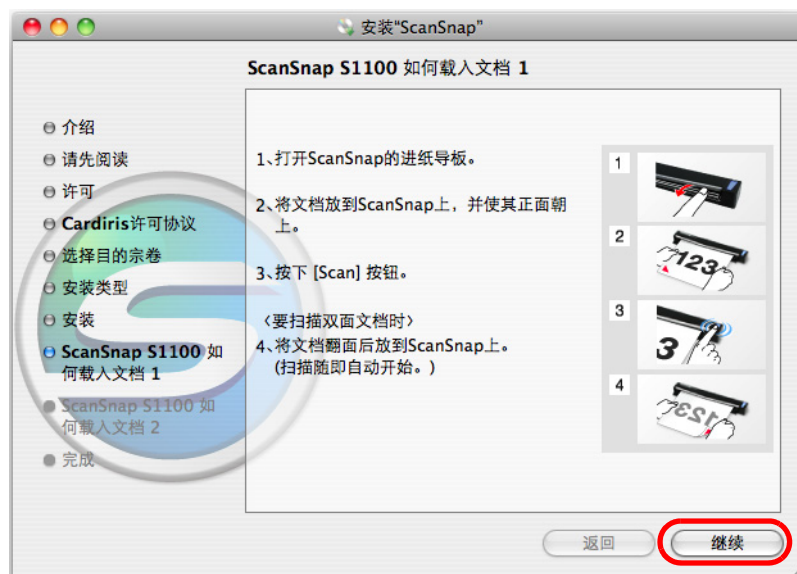 安装“ScanSnap”
ScanSnap S1100 如何载入文档 1
介绍
请先阅读
许可
Cardiris许可协议
选择目的宗卷
安装类型
安装
ScanSnap S1100 如
何载入文档 1
ScanSnap S1100 如
何载入文档 2
完成
1、打开ScanSnap的进纸导板。
2、将文档放到ScanSnap上，并使其正面朝
上。
3、按下 [Scan] 按钮。
〈要扫描双面文档时〉
4、将文档翻面后放到ScanSnap上。
(扫描随即自动开始。)
1
2
123
3
3
4
123
返回
继续